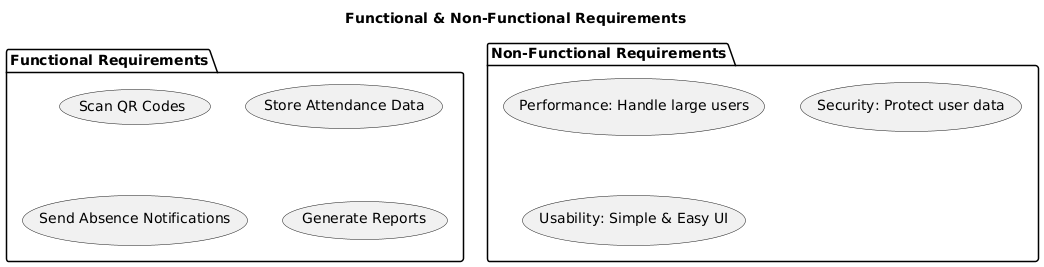 Functional & Non-Functional Requirements
Functional Requirements
Scan QR Codes
Store Attendance Data
Send Absence Notifications
Generate Reports
Non-Functional Requirements
Performance: Handle large users
Security: Protect user data
Usability: Simple & Easy UI